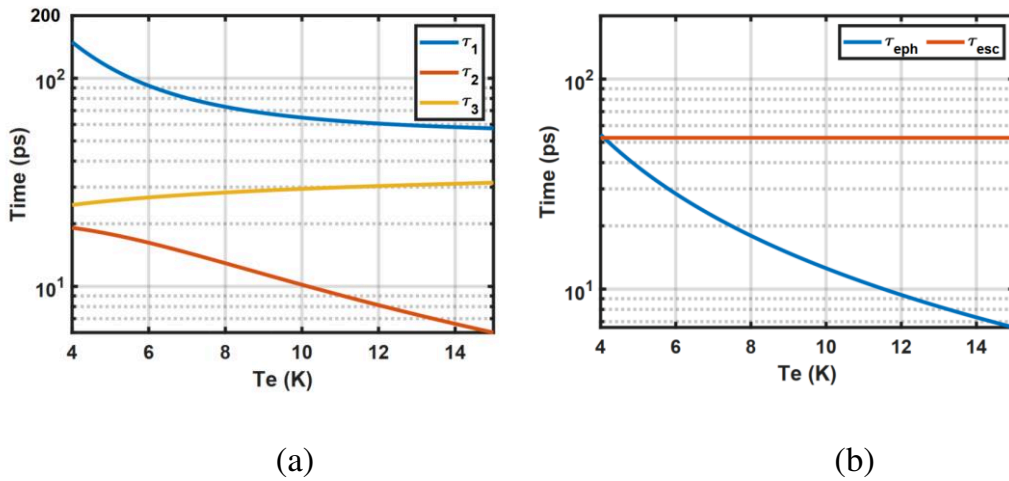 200
10²
10¹
Time (ps)
4 6 8 10 12 14
Te (K)
τ₁
τ₂
τ₃
(a)
10²
10¹
Time (ps)
4 6 8 10 12 14
Te (K)
τeph τesc
(b)